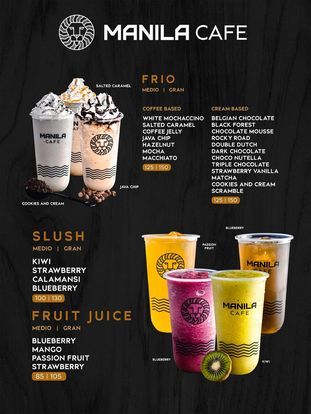 MANILA CAFE
FRIO
MEDIO | GRAN
SALTED CARAMEL
COFFEE BASED
WHITE MOCHACCINO
SALTED CARAMEL
COFFEE JELLY
JAVA CHIP
HAZELNUT
MOCHA
MACCHIATO
125 | 150
CREAM BASED
BELGIAN CHOCOLATE
BLACK FOREST
CHOCOLATE MOUSSE
ROCKY ROAD
DOUBLE DUTCH
DARK CHOCOLATE
CHOCO NUTELLA
TRIPLE CHOCOLATE
STRAWBERRY VANILLA
MATCHA
COOKIES AND CREAM
SCRAMBLE
125 | 150
MANILA
CAFE
JAVA CHIP
COOKIES AND CREAM
SLUSH
MEDIO | GRAN
KIWI
STRAWBERRY
CALAMANSI
BLUEBERRY
100 | 130
FRUIT JUICE
MEDIO | GRAN
BLUEBERRY
MANGO
PASSION FRUIT
STRAWBERRY
85 | 105
BLUEBERRY
PASSION
FRUIT
MANILA
CAFE
KIWI